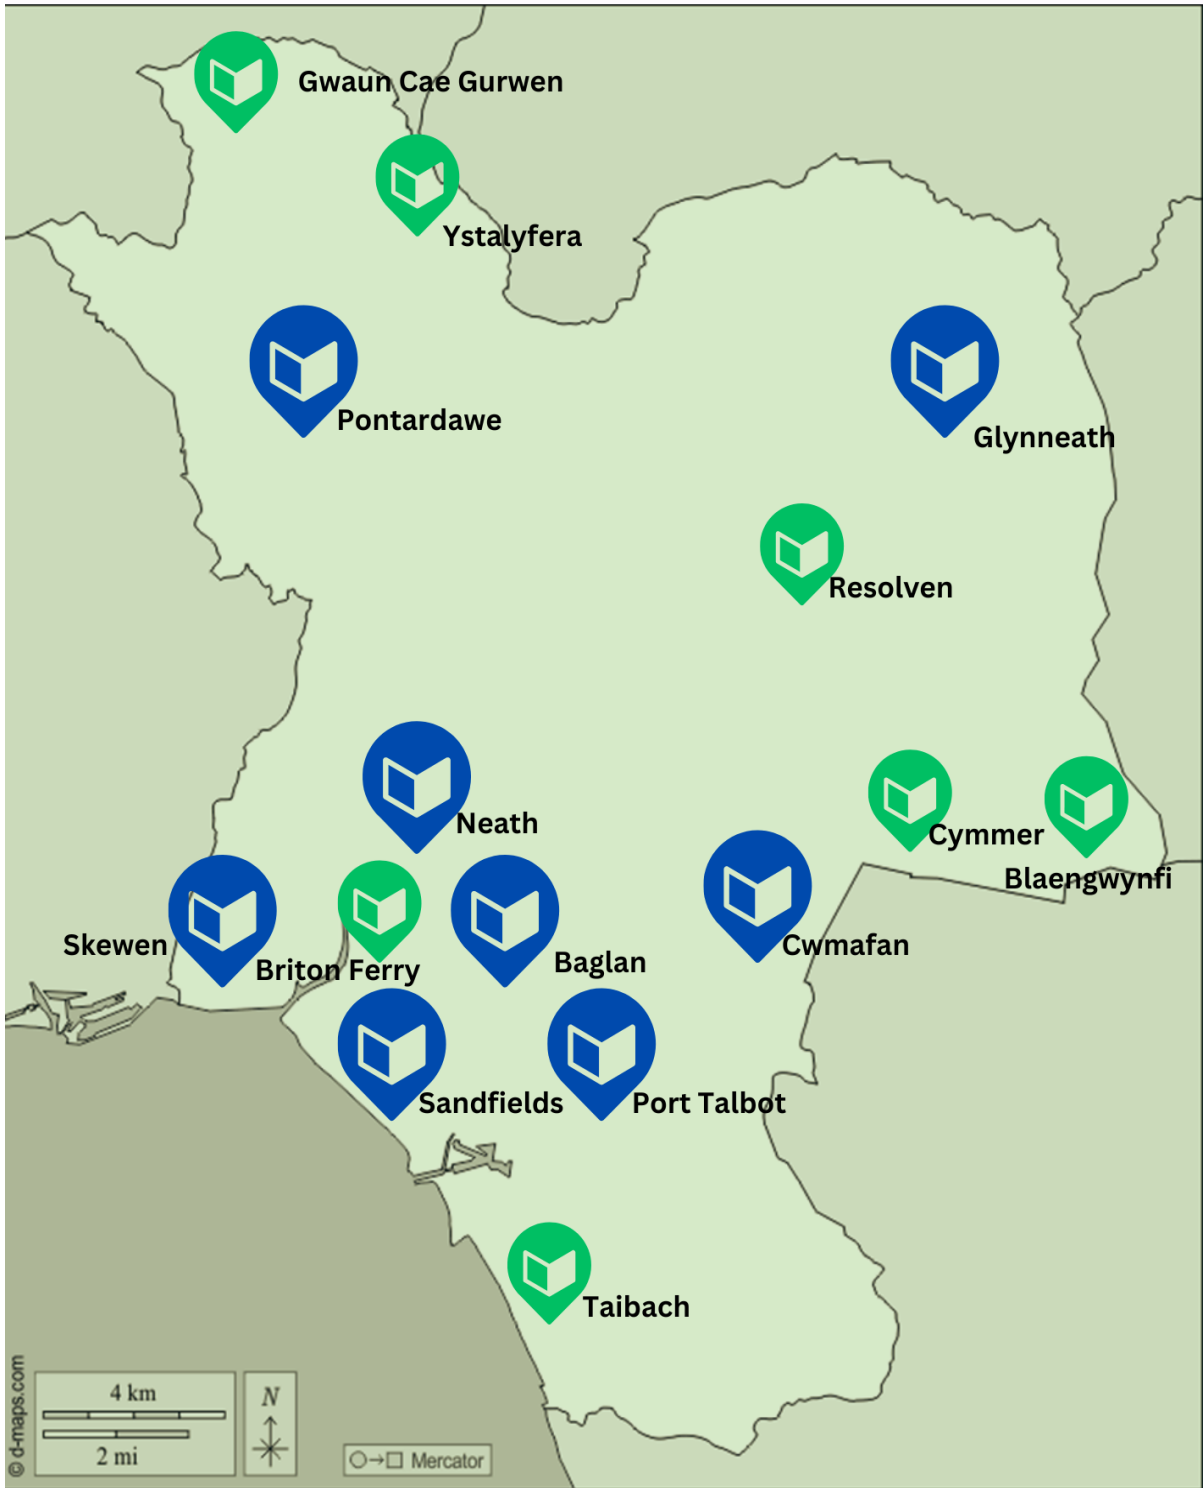 Gwaun Cae Gurwen
Ystalyfera
Pontardawe
Glynneath
Resolven
Neath
Cymmer
Blaengwynfi
Skewen
Briton Ferry
Baglan
Cwmafan
Sandfields
Port Talbot
Taibach
4 km
2 mi
N
Mercator
© d-maps.com